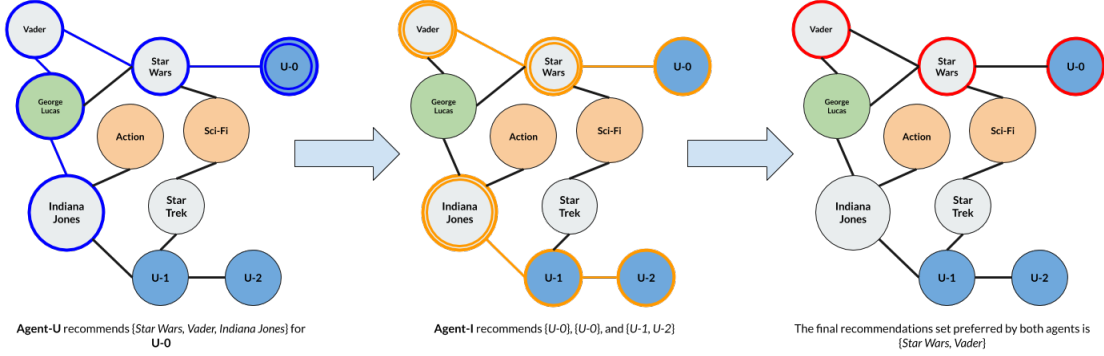 Vader
Star
Wars
U-0
George
Lucas
Action
Sci-Fi
Indiana
Jones
Star
Trek
U-1
U-2
Agent-U recommends {Star Wars, Vader, Indiana Jones} for
U-0
Vader
Star
Wars
U-0
George
Lucas
Action
Sci-Fi
Indiana
Jones
Star
Trek
U-1
U-2
Agent-I recommends {U-0}, {U-0}, and {U-1, U-2}
Vader
Star
Wars
U-0
George
Lucas
Action
Sci-Fi
Indiana
Jones
Star
Trek
U-1
U-2
The final recommendations set preferred by both agents is
{Star Wars, Vader}